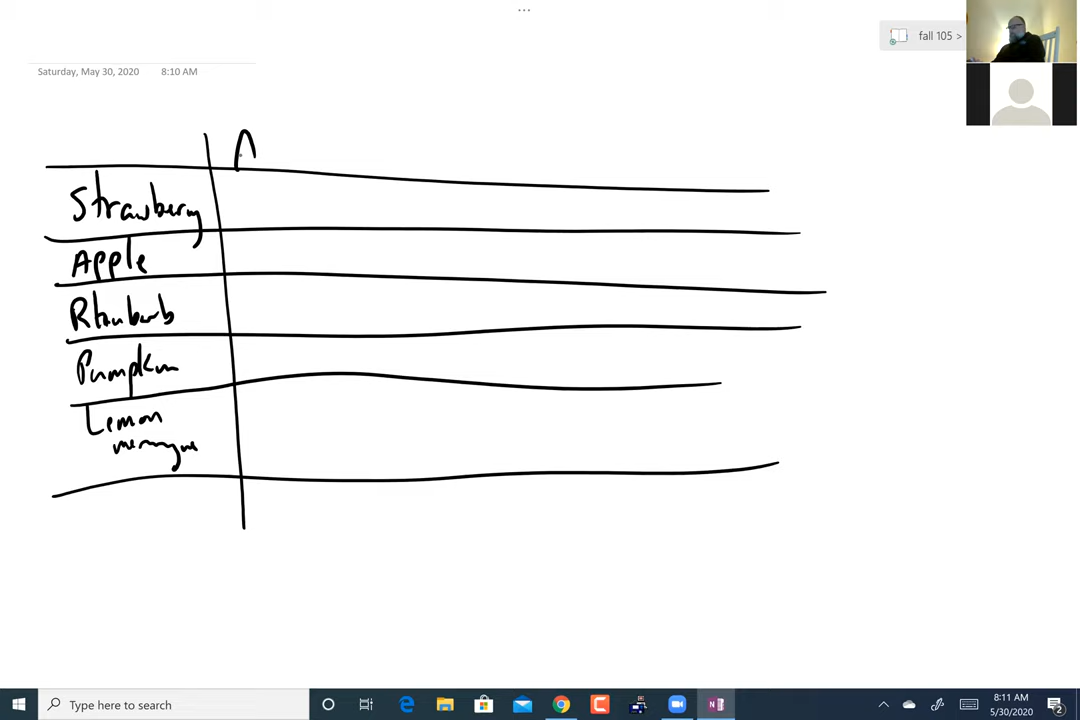 ...
fall 105 >
Saturday, May 30, 2020 8:10 AM
Strawberry
Apple
Rhubarb
Pumpkin
Lemon
meringue
Type here to search
8:11 AM
5/30/2020
2